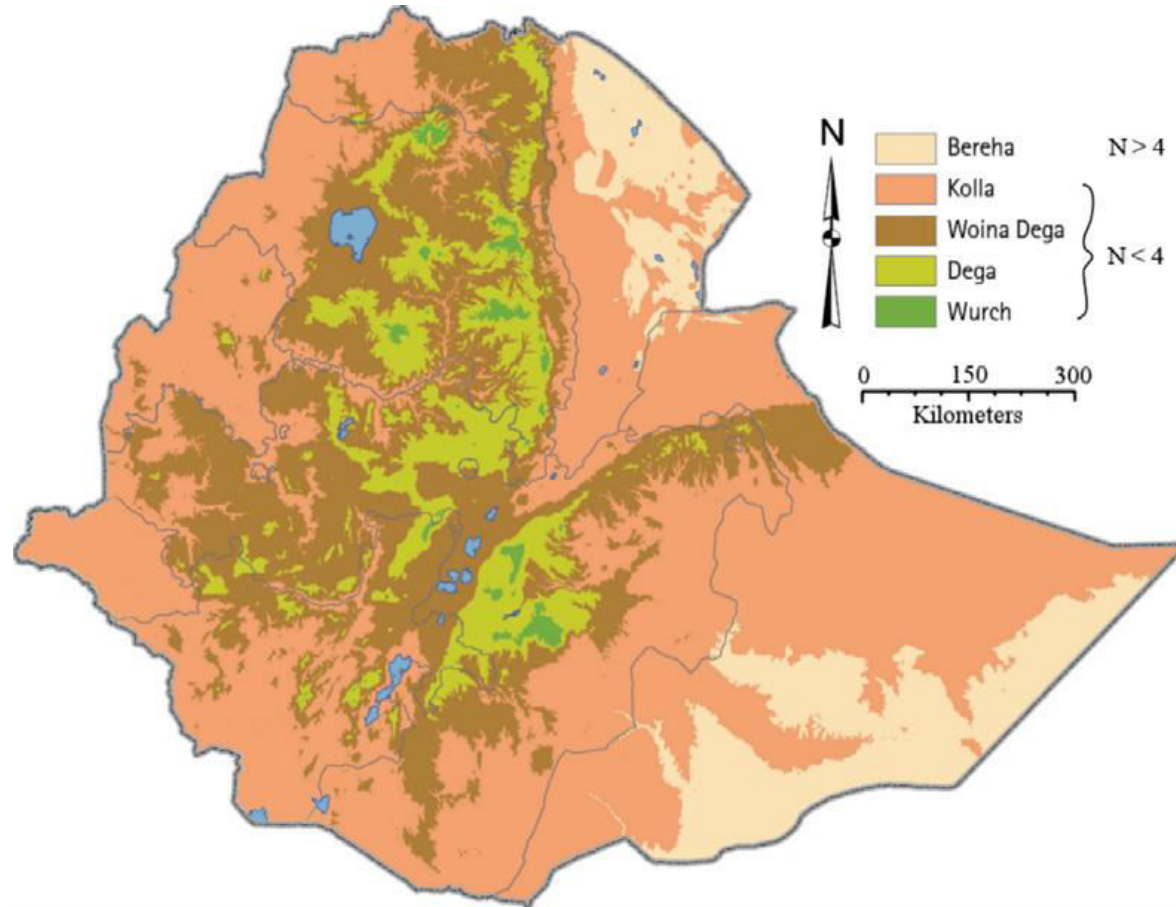 N
Bereha N > 4
Kolla
Woina Dega
N < 4
Dega
Wurch
0 150 300
Kilometers